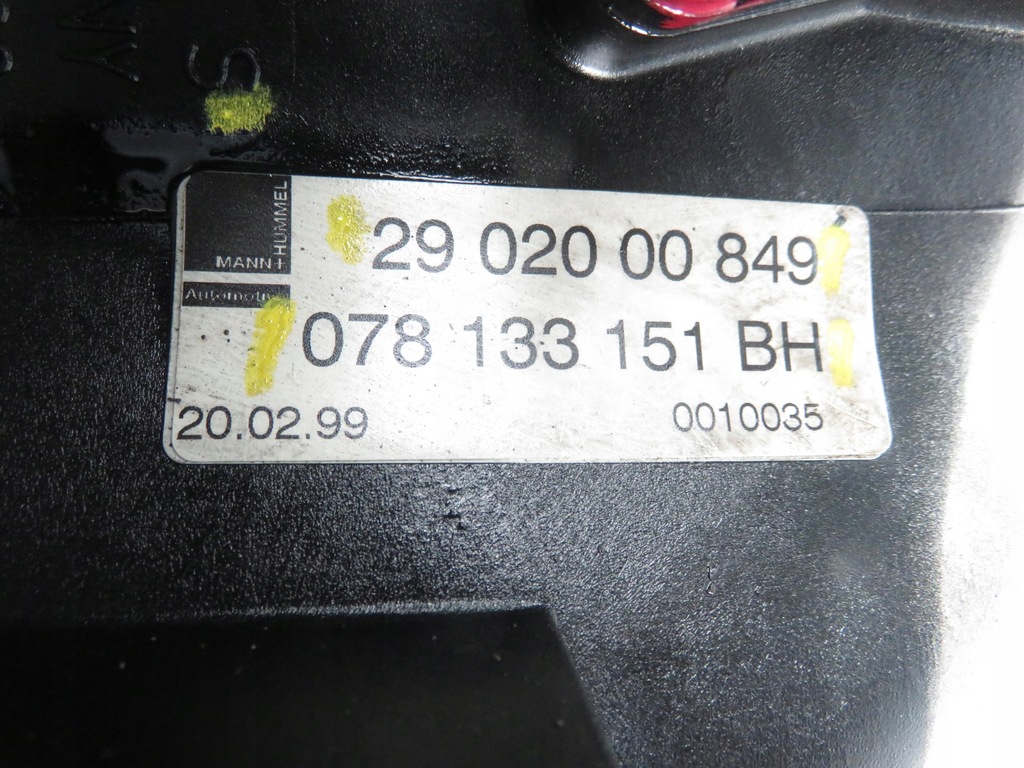 S
MANN+HUMMEL
Automotive
29 020 00 849
078 133 151 BH
20.02.99
0010035